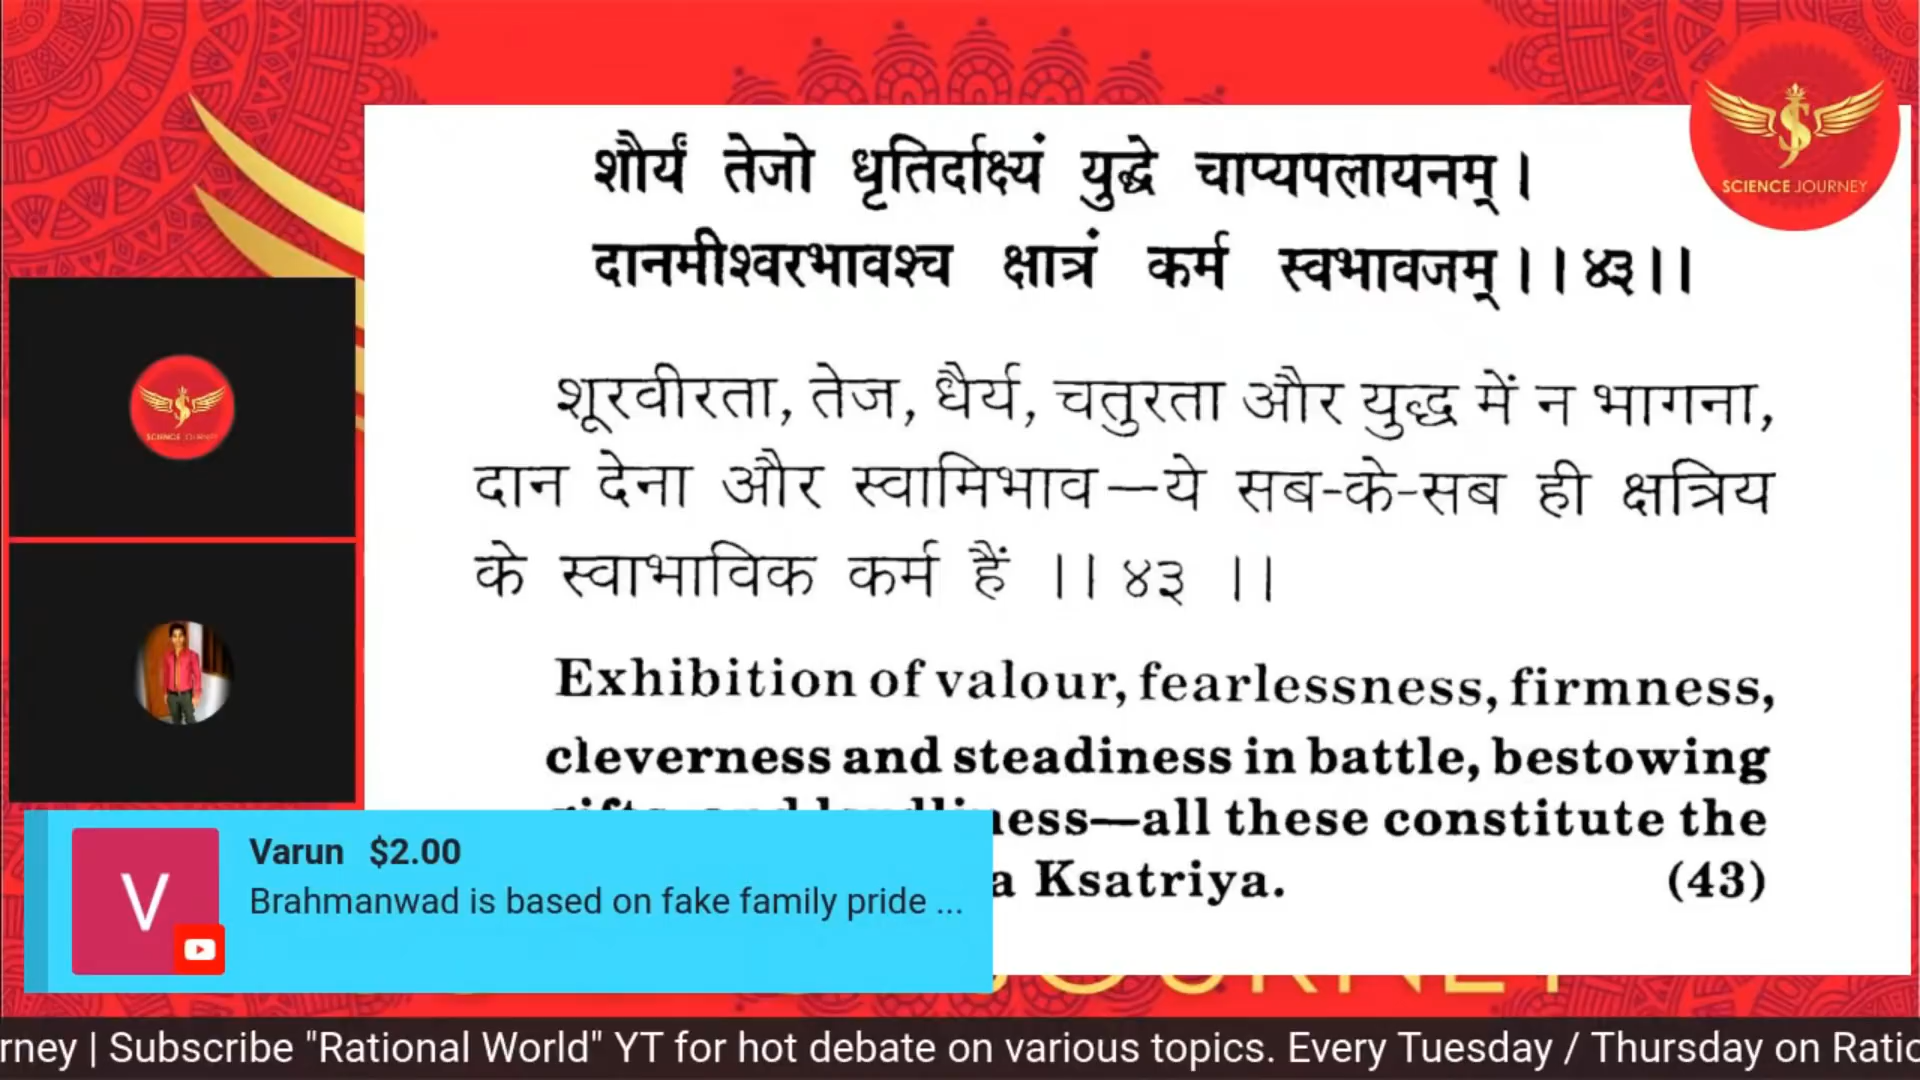 शौर्यं तेजो धृतिर्दाक्ष्यं युद्धे चाप्यपलायनम् ।
दानमीश्वरभावश्च क्षात्रं कर्म स्वभावजम् ।। ४३ ।।
शूरवीरता, तेज, धैर्य, चतुरता और युद्ध में न भागना,
दान देना और स्वामिभाव—ये सब-के-सब ही क्षत्रिय
के स्वाभाविक कर्म हैं ।। ४३ ।।
Exhibition of valour, fearlessness, firmness,
cleverness and steadiness in battle, bestowing
ness—all these constitute the
a Ksatriya. (43)
SCIENCE JOURNEY
SCIENCE JOURNEY
V
Varun $2.00
Brahmanwad is based on fake family pride ...
rney | Subscribe "Rational World" YT for hot debate on various topics. Every Tuesday / Thursday on Ratio